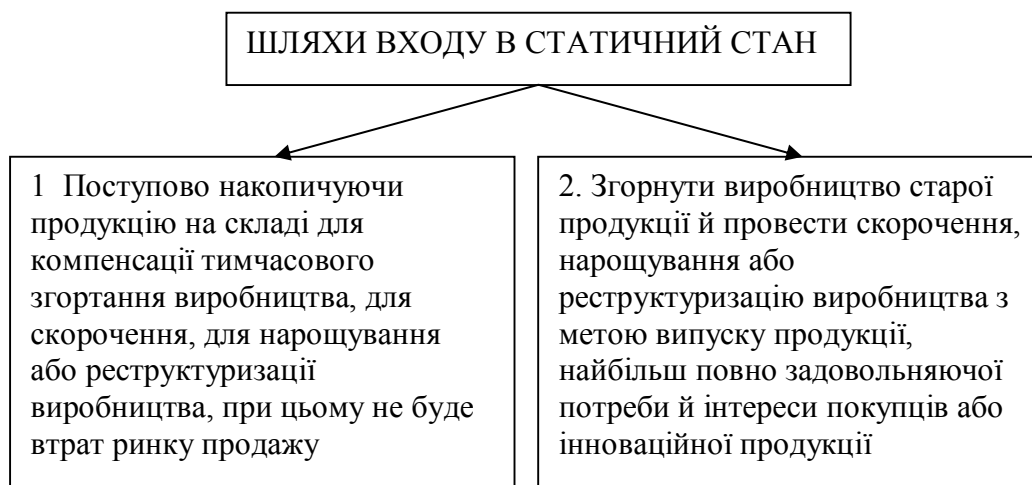 ШЛЯХИ ВХОДУ В СТАТИЧНИЙ СТАН
1 Поступово накопичуючи
продукцію на складі для
компенсації тимчасового
згортання виробництва, для
скорочення, для нарощування
або реструктуризації
виробництва, при цьому не буде
втрат ринку продажу
2. Згорнути виробництво старої
продукції й провести скорочення,
нарощування або
реструктуризацію виробництва з
метою випуску продукції,
найбільш повно задовольняючої
потреби й інтереси покупців або
інноваційної продукції